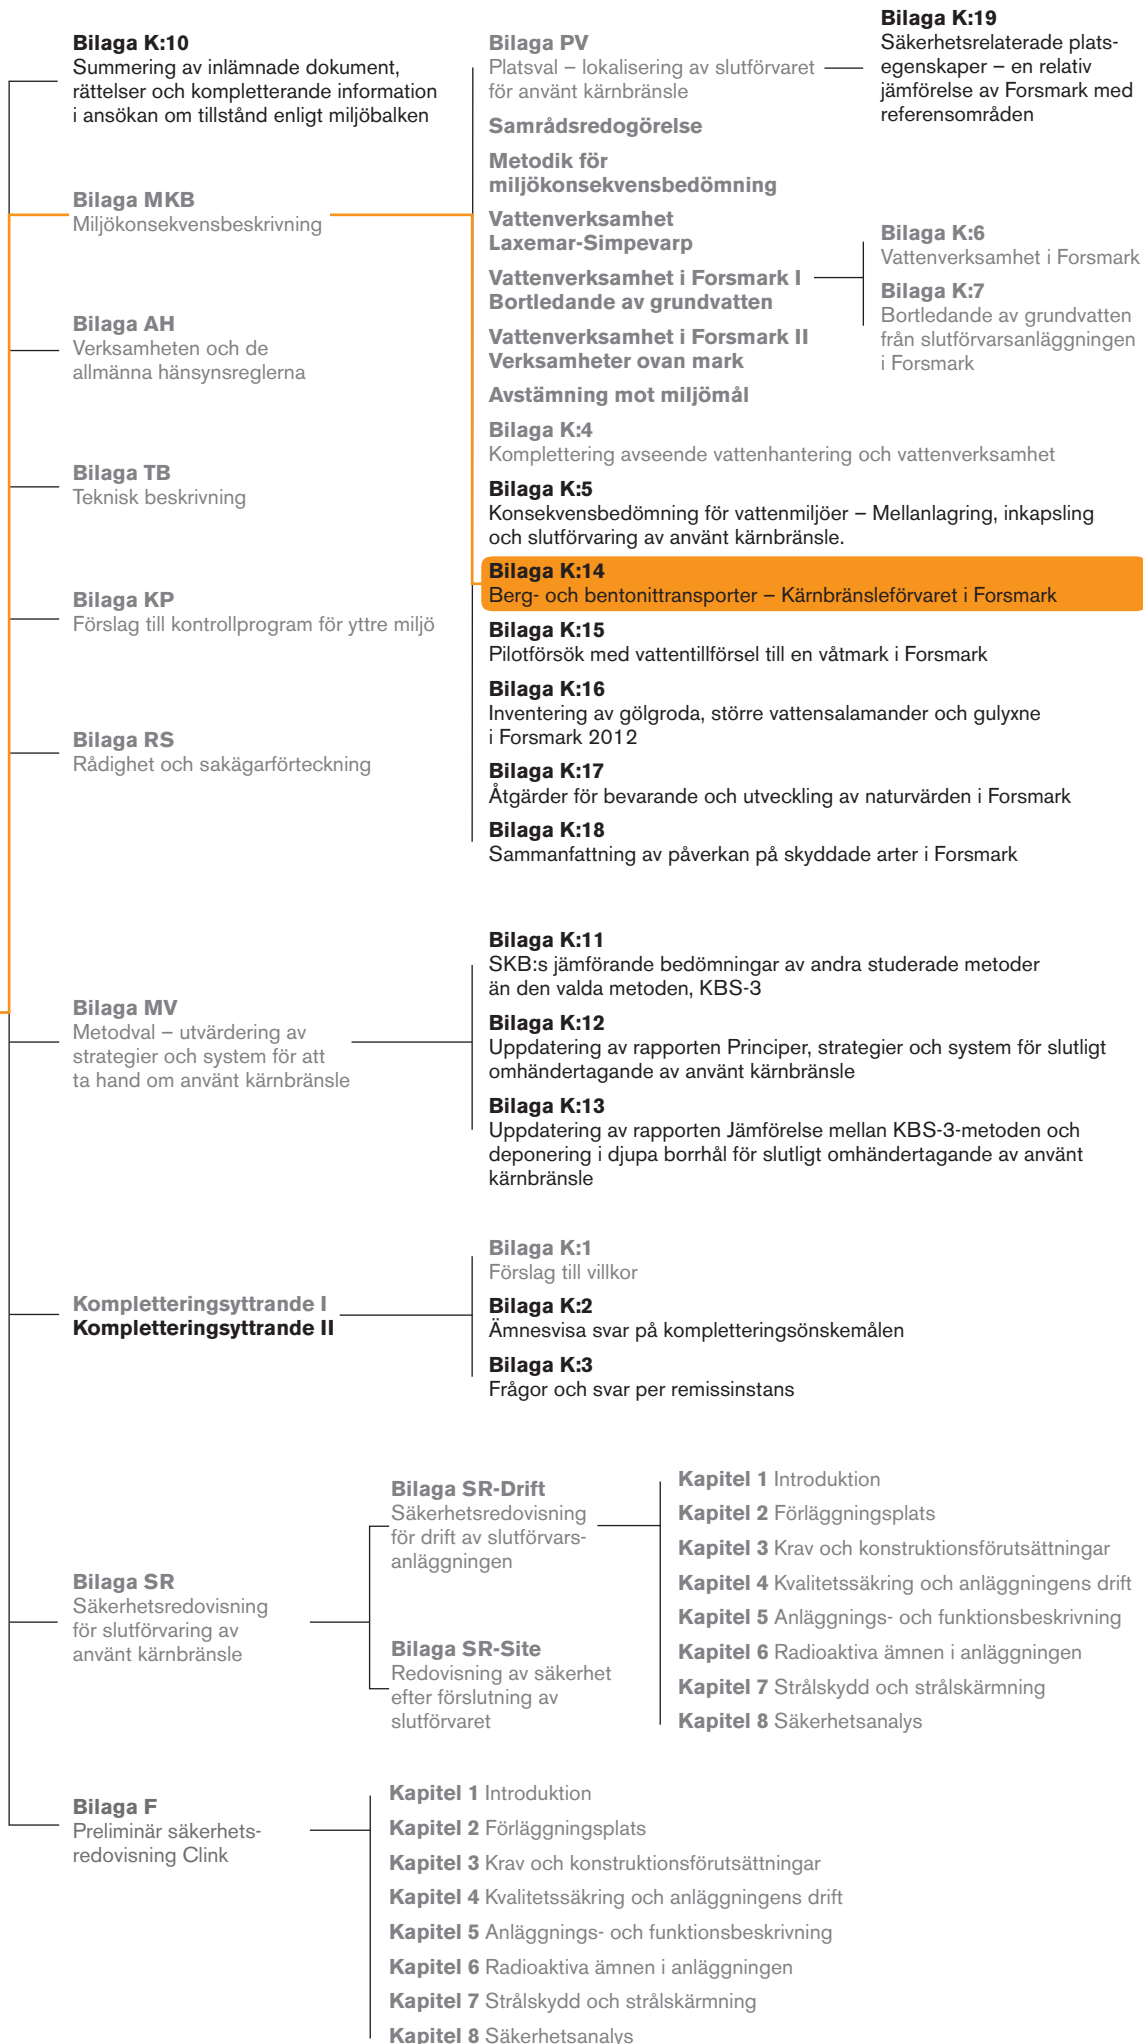 Bilaga K:10
Summering av inlämnade dokument,
rättelser och kompletterande information
i ansökan om tillstånd enligt miljöbalken
Bilaga MKB
Miljökonsekvensbeskrivning
Bilaga AH
Verksamheten och de
allmänna hänsynsreglerna
Bilaga TB
Teknisk beskrivning
Bilaga KP
Förslag till kontrollprogram för yttre miljö
Bilaga RS
Rådighet och sakägarförteckning
Bilaga PV
Platsval – lokalisering av slutförvaret
för använt kärnbränsle
Bilaga K:19
Säkerhetsrelaterade plats-
egenskaper – en relativ
jämförelse av Forsmark med
referensområden
Samrådsredogörelse
Metodik för
miljökonsekvensbedömning
Vattenverksamhet
Laxemar-Simpevarp
Vattenverksamhet i Forsmark I
Bortledande av grundvatten
Bilaga K:6
Vattenverksamhet i Forsmark
Bilaga K:7
Bortledande av grundvatten
från slutförvarsanläggningen
i Forsmark
Vattenverksamhet i Forsmark II
Verksamheter ovan mark
Avstämning mot miljömål
Bilaga K:4
Komplettering avseende vattenhantering och vattenverksamhet
Bilaga K:5
Konsekvensbedömning för vattenmiljöer – Mellanlagring, inkapsling
och slutförvaring av använt kärnbränsle.
Bilaga K:14
Berg- och bentonittransporter – Kärnbränsleförvaret i Forsmark
Bilaga K:15
Pilotförsök med vattentillförsel till en våtmark i Forsmark
Bilaga K:16
Inventering av gölgroda, större vattensalamander och gulyxne
i Forsmark 2012
Bilaga K:17
Åtgärder för bevarande och utveckling av naturvärden i Forsmark
Bilaga K:18
Sammanfattning av påverkan på skyddade arter i Forsmark
Bilaga MV
Metodval – utvärdering av
strategier och system för att
ta hand om använt kärnbränsle
Bilaga K:11
SKB:s jämförande bedömningar av andra studerade metoder
än den valda metoden, KBS-3
Bilaga K:12
Uppdatering av rapporten Principer, strategier och system för slutligt
omhändertagande av använt kärnbränsle
Bilaga K:13
Uppdatering av rapporten Jämförelse mellan KBS-3-metoden och
deponering i djupa borrhål för slutligt omhändertagande av använt
kärnbränsle
Kompletteringsyttrande I
Kompletteringsyttrande II
Bilaga K:1
Förslag till villkor
Bilaga K:2
Ämnesvisa svar på kompletteringsönskemålen
Bilaga K:3
Frågor och svar per remissinstans
Bilaga SR
Säkerhetsredovisning
för slutförvaring av
använt kärnbränsle
Bilaga SR-Drift
Säkerhetsredovisning
för drift av slutförvars-
anläggningen
Bilaga SR-Site
Redovisning av säkerhet
efter förslutning av
slutförvaret
Kapitel 1 Introduktion
Kapitel 2 Förläggningsplats
Kapitel 3 Krav och konstruktionsförutsättningar
Kapitel 4 Kvalitetssäkring och anläggningens drift
Kapitel 5 Anläggnings- och funktionsbeskrivning
Kapitel 6 Radioaktiva ämnen i anläggningen
Kapitel 7 Strålskydd och strålskärmning
Kapitel 8 Säkerhetsanalys
Bilaga F
Preliminär säkerhets-
redovisning Clink
Kapitel 1 Introduktion
Kapitel 2 Förläggningsplats
Kapitel 3 Krav och konstruktionsförutsättningar
Kapitel 4 Kvalitetssäkring och anläggningens drift
Kapitel 5 Anläggnings- och funktionsbeskrivning
Kapitel 6 Radioaktiva ämnen i anläggningen
Kapitel 7 Strålskydd och strålskärmning
Kapitel 8 Säkerhetsanalys